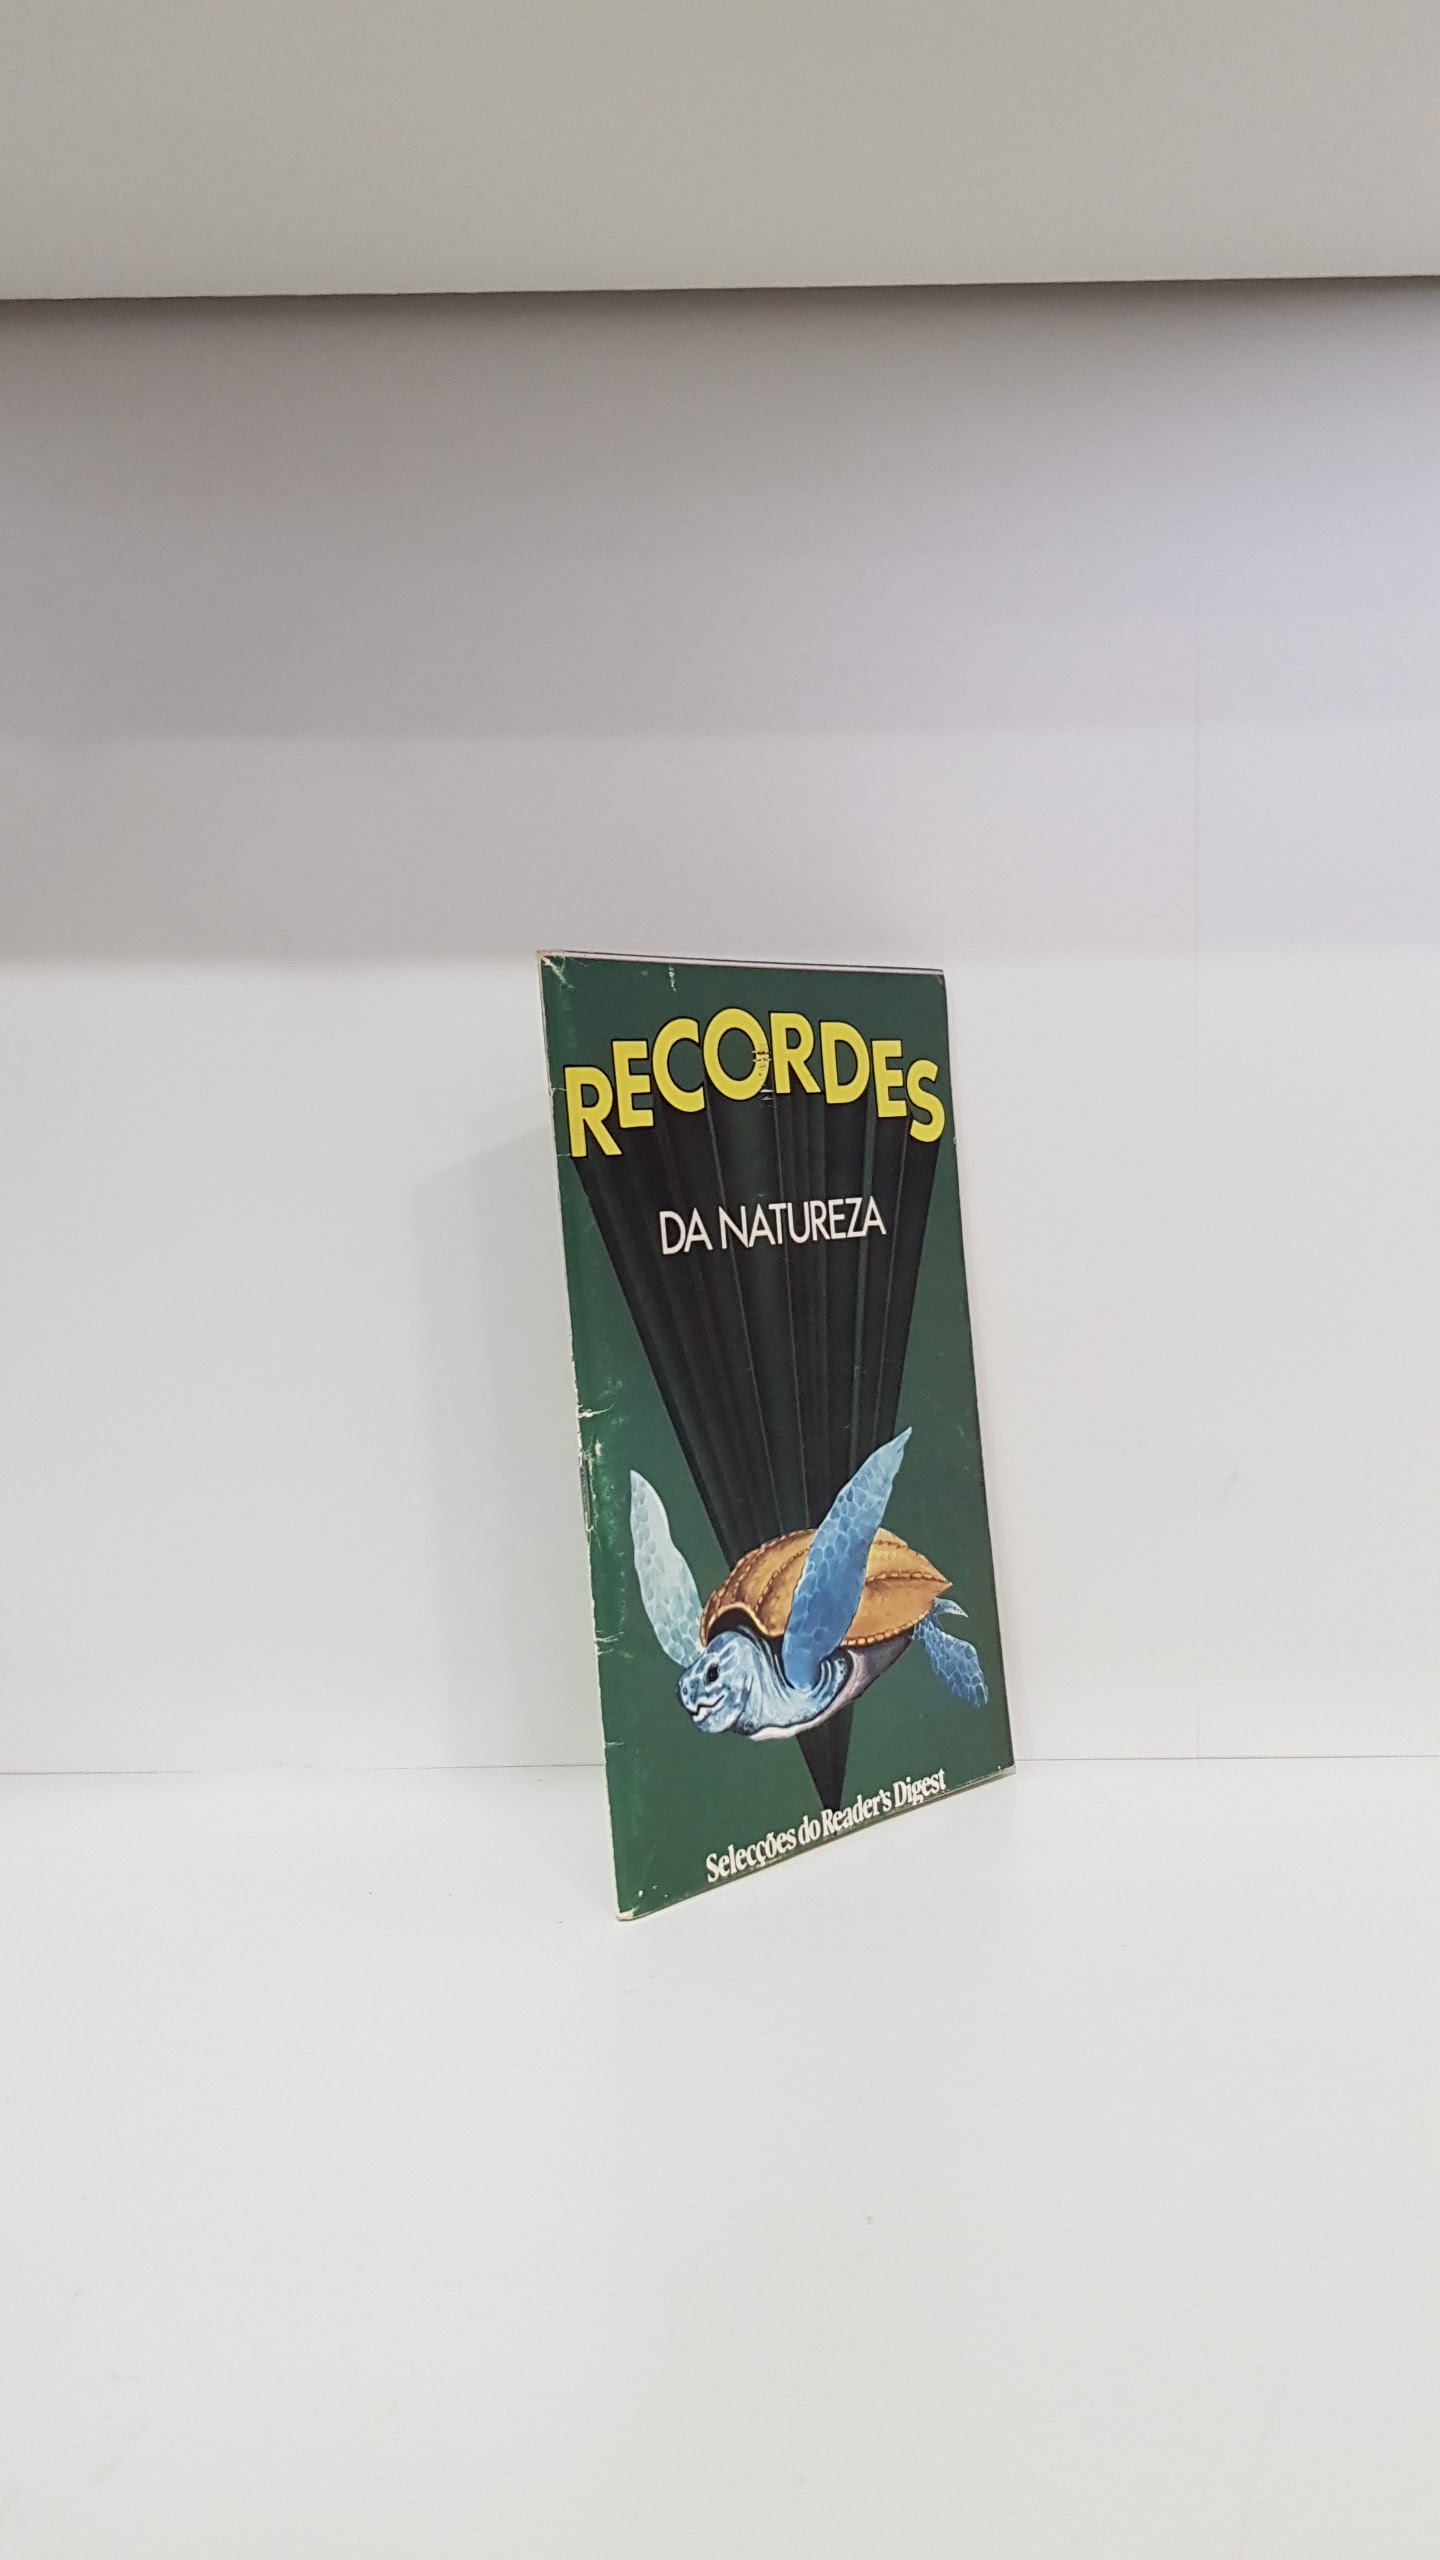 RECORDES
DA NATUREZA
Selecções do Reader's Digest